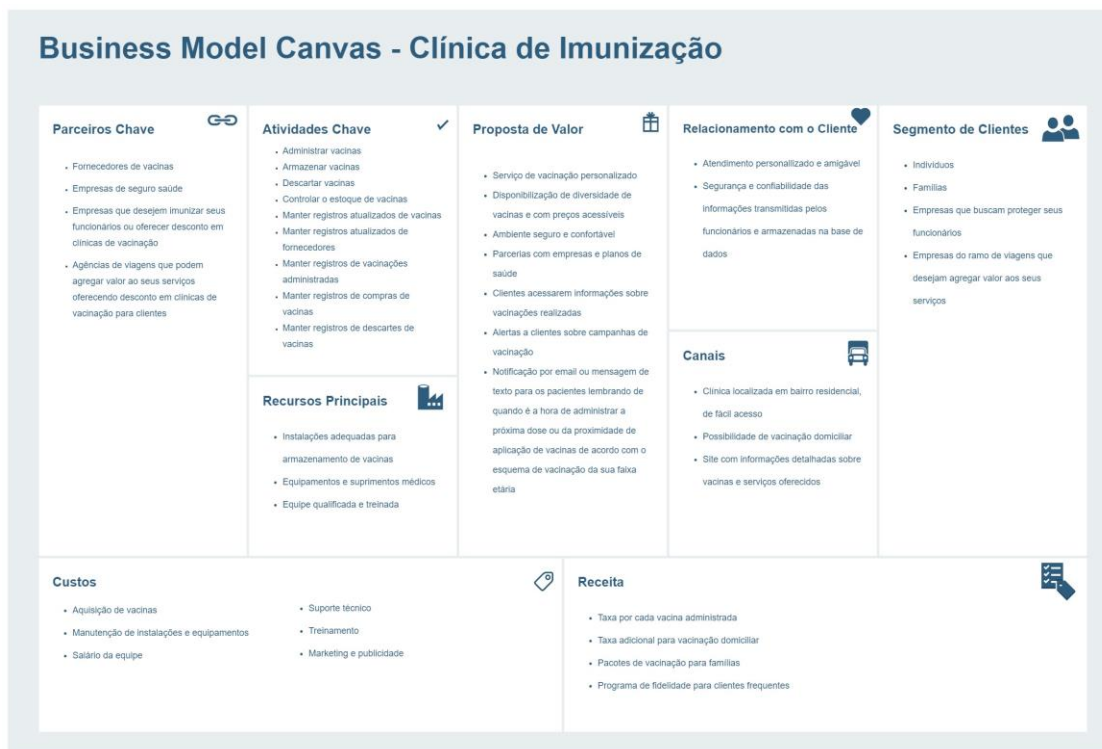 Business Model Canvas - Clínica de Imunização
Parceiros Chave
• Fornecedores de vacinas
• Empresas de seguro saúde
• Empresas que desejem imunizar seus
funcionários ou oferecer desconto em
clínicas de vacinação
• Agências de viagens que podem
agregar valor ao seus serviços
oferecendo desconto em clínicas de
vacinação para clientes
Atividades Chave
• Administrar vacinas
• Armazenar vacinas
• Descartar vacinas
• Controlar o estoque de vacinas
• Manter registros atualizados de vacinas
• Manter registros atualizados de
fornecedores
• Manter registros de vacinações
administradas
• Manter registros de compras de
vacinas
• Manter registros de descartes de
vacinas
Recursos Principais
• Instalações adequadas para
armazenamento de vacinas
• Equipamentos e suprimentos médicos
• Equipe qualificada e treinada
Proposta de Valor
• Serviço de vacinação personalizado
• Disponibilização de diversidade de
vacinas e com preços acessíveis
• Ambiente seguro e confortável
• Parcerias com empresas e planos de
saúde
• Clientes acessarem informações sobre
vacinações realizadas
• Alertas a clientes sobre campanhas de
vacinação
• Notificação por email ou mensagem de
texto para os pacientes lembrando de
quando é a hora de administrar a
próxima dose ou da proximidade de
aplicação de vacinas de acordo com o
esquema de vacinação da sua faixa
etária
Relacionamento com o Cliente
• Atendimento personallizado e amigável
• Segurança e confiabilidade das
informações transmitidas pelos
funcionários e armazenadas na base de
dados
Canais
• Clínica localizada em bairro residencial,
de fácil acesso
• Possibilidade de vacinação domiciliar
• Site com informações detalhadas sobre
vacinas e serviços oferecidos
Segmento de Clientes
• Indivíduos
• Famílias
• Empresas que buscam proteger seus
funcionários
• Empresas do ramo de viagens que
desejam agregar valor aos seus
serviços
Custos
• Aquisição de vacinas
• Manutenção de instalações e equipamentos
• Salário da equipe
• Suporte técnico
• Treinamento
• Marketing e publicidade
Receita
• Taxa por cada vacina administrada
• Taxa adicional para vacinação domiciliar
• Pacotes de vacinação para famílias
• Programa de fidelidade para clientes frequentes